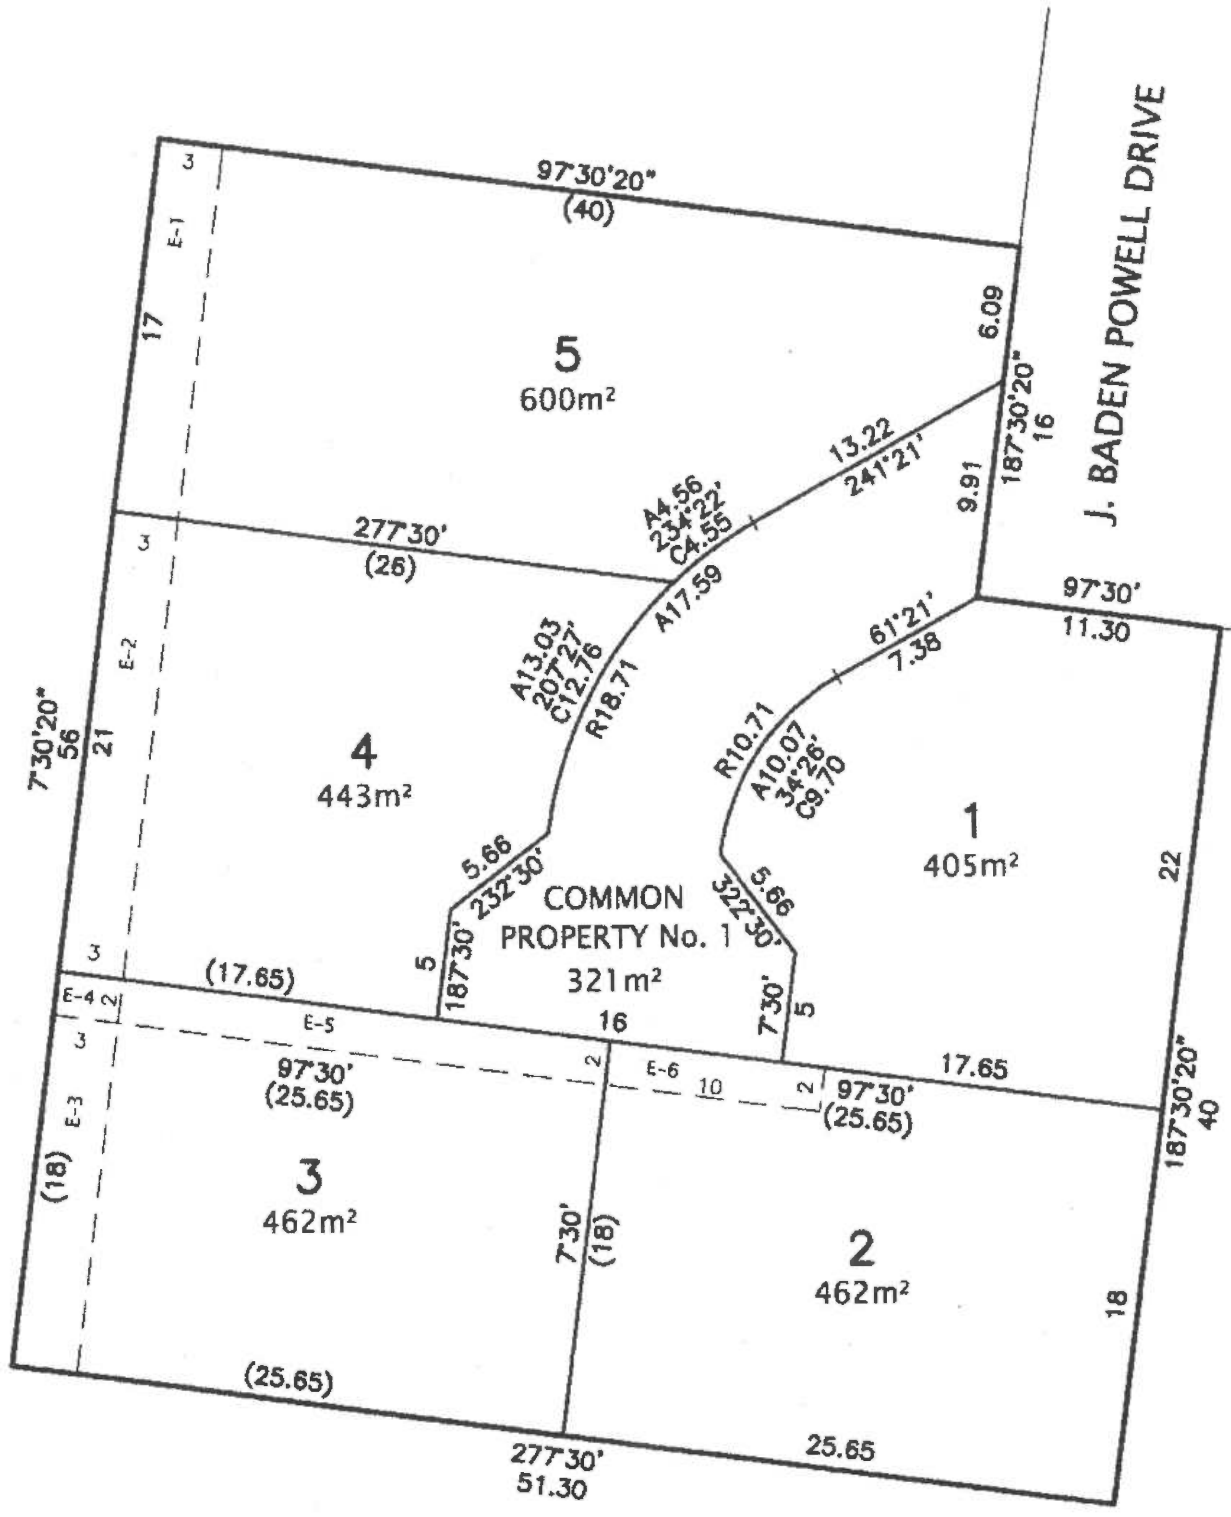 97°30'20"
(40)
3
E-1
17
5
600m²
6.09
187°30'20"
16
9.91
J. BADEN POWELL DRIVE
13.22
241°21'
A4.56
234°22'
C4.55
A17.59
277°30'
(26)
3
E-2
A13.03
207°27'
C12.76
R18.71
97°30'
11.30
61°21'
7.38
R10.71
A10.07
34°26'
C9.70
7°30'20"
56
21
4
443m²
1
405m²
22
5.66
232°30'
5.66
322°30'
COMMON
PROPERTY No. 1
321m²
5
187°30'
7°30'
5
3
(17.65)
16
17.65
E-4
2
E-5
2
E-6
10
2
3
97°30'
(25.65)
97°30'
(25.65)
187°30'20"
40
E-3
(18)
3
462m²
7°30'
(18)
2
462m²
18
(25.65)
25.65
277°30'
51.30